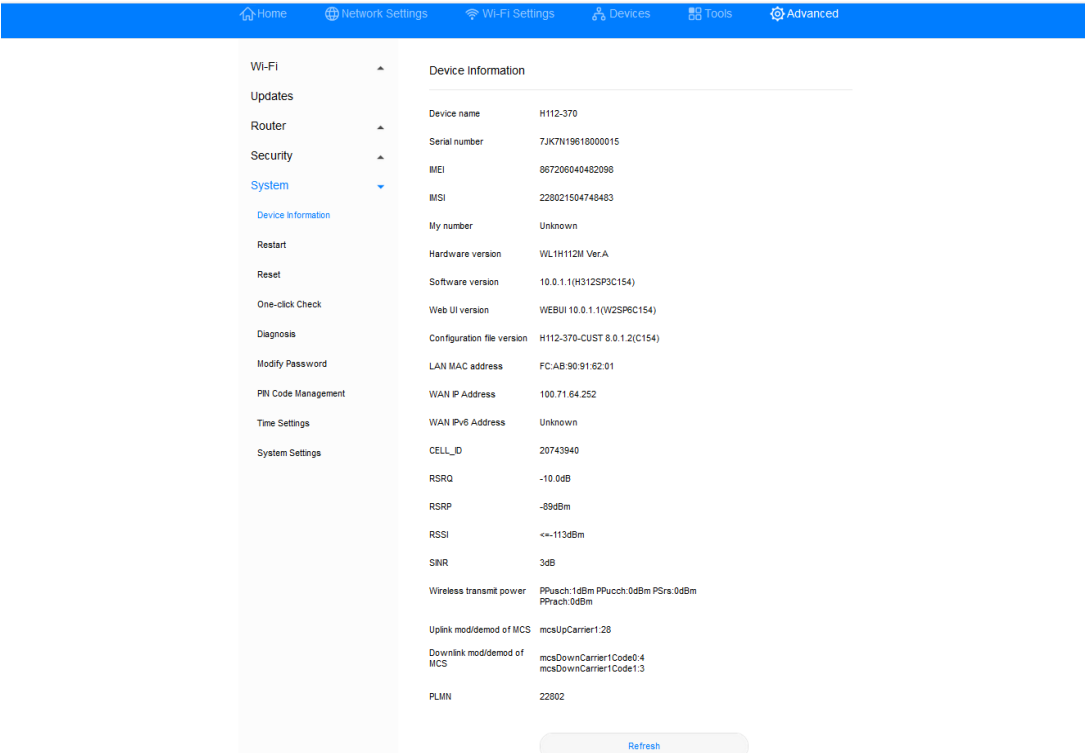 Home Network Settings Wi-Fi Settings Devices Tools Advanced
Wi-Fi
Updates
Router
Security
System
Device Information
Restart
Reset
One-click Check
Diagnosis
Modify Password
PIN Code Management
Time Settings
System Settings
Device Information
Device name H112-370
Serial number 7JK7N19618000015
IMEI 867206040482098
IMSI 228021504748483
My number Unknown
Hardware version WL1H112M Ver.A
Software version 10.0.1.1(H312SP3C154)
Web UI version WEBUI 10.0.1.1(W2SP6C154)
Configuration file version H112-370-CUST 8.0.1.2(C154)
LAN MAC address FC:AB:90:91:62:01
WAN IP Address 100.71.64.252
WAN IPv6 Address Unknown
CELL_ID 20743940
RSRQ -10.0dB
RSRP -89dBm
RSSI <=-113dBm
SINR 3dB
Wireless transmit power PPusch:1dBm PPucch:0dBm PSrs:0dBm
PPrach:0dBm
Uplink mod/demod of MCS mcsUpCarrier1:28
Downlink mod/demod of
MCS
mcsDownCarrier1Code0:4
mcsDownCarrier1Code1:3
PLMN 22802
Refresh